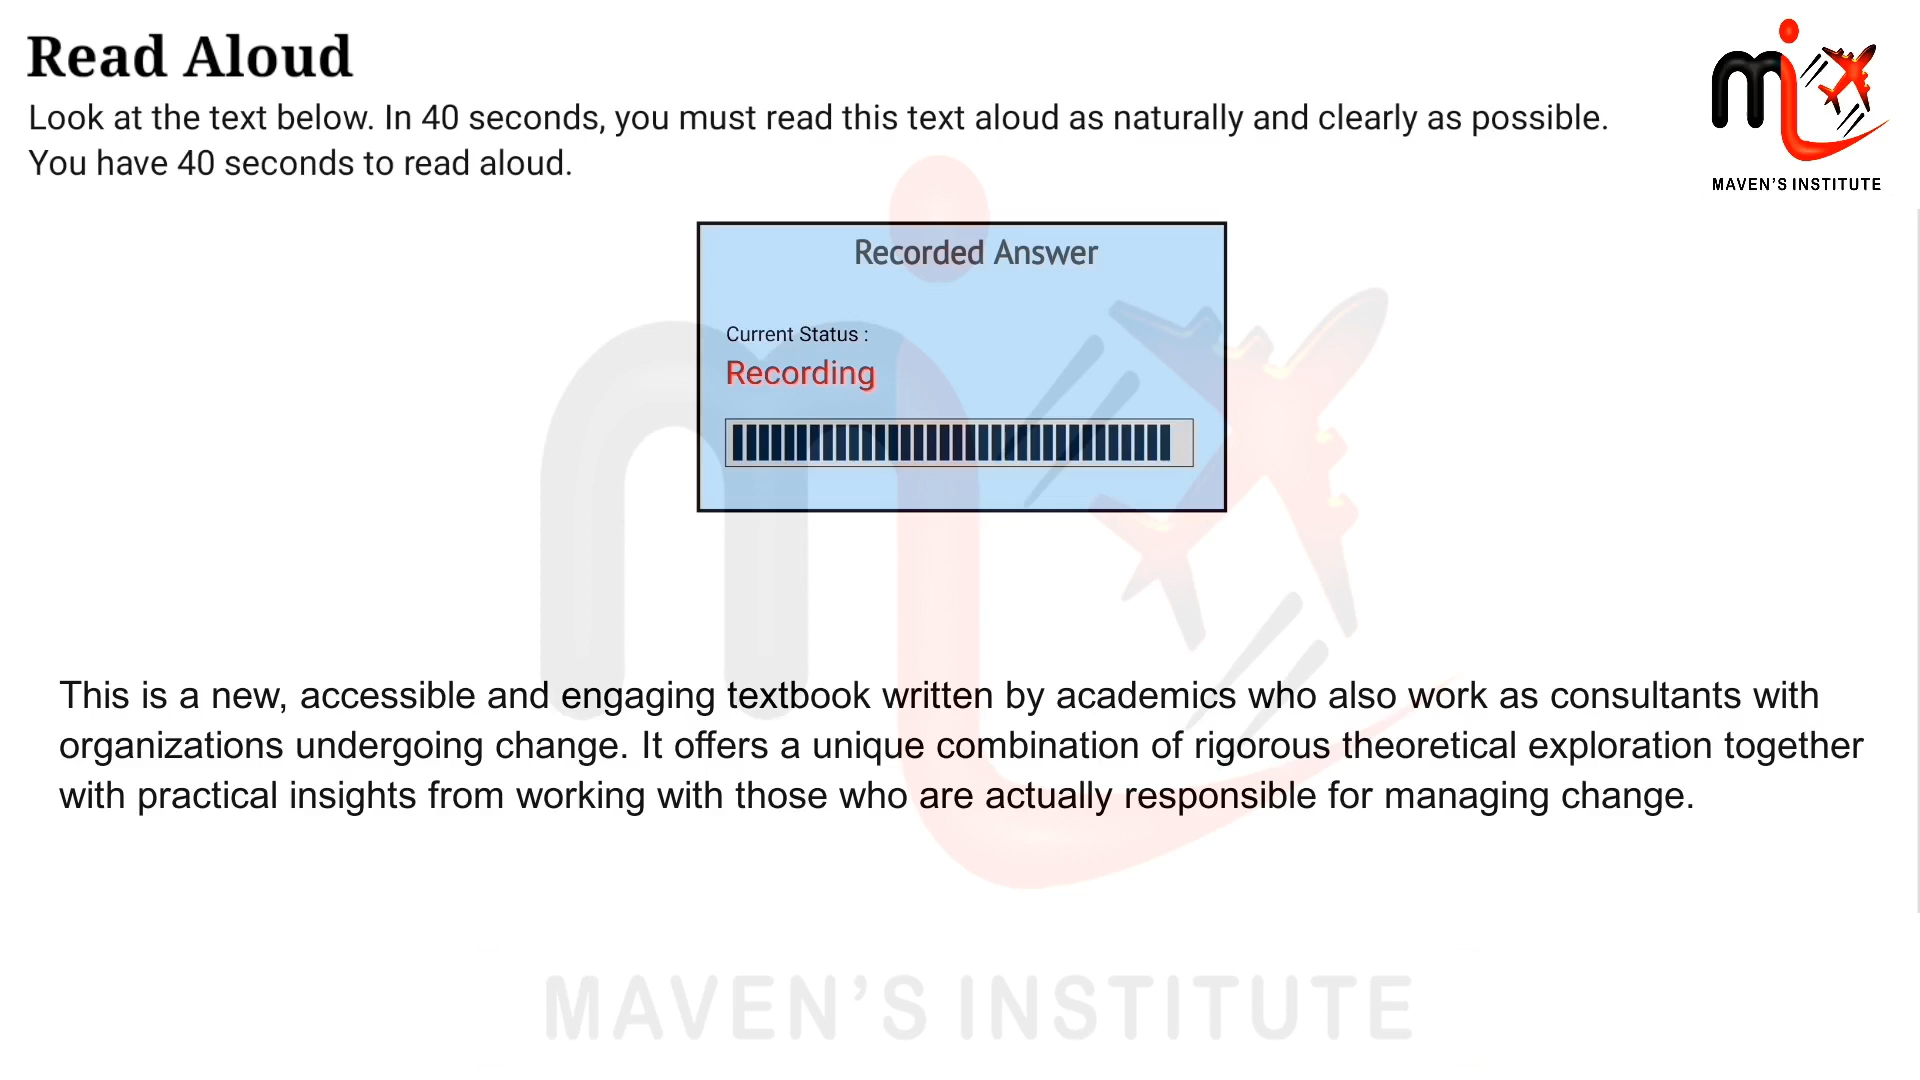 Read Aloud
Look at the text below. In 40 seconds, you must read this text aloud as naturally and clearly as possible.
You have 40 seconds to read aloud.
mi
MAVEN'S INSTITUTE
Recorded Answer
Current Status :
Recording
This is a new, accessible and engaging textbook written by academics who also work as consultants with
organizations undergoing change. It offers a unique combination of rigorous theoretical exploration together
with practical insights from working with those who are actually responsible for managing change.
MAVEN'S INSTITUTE